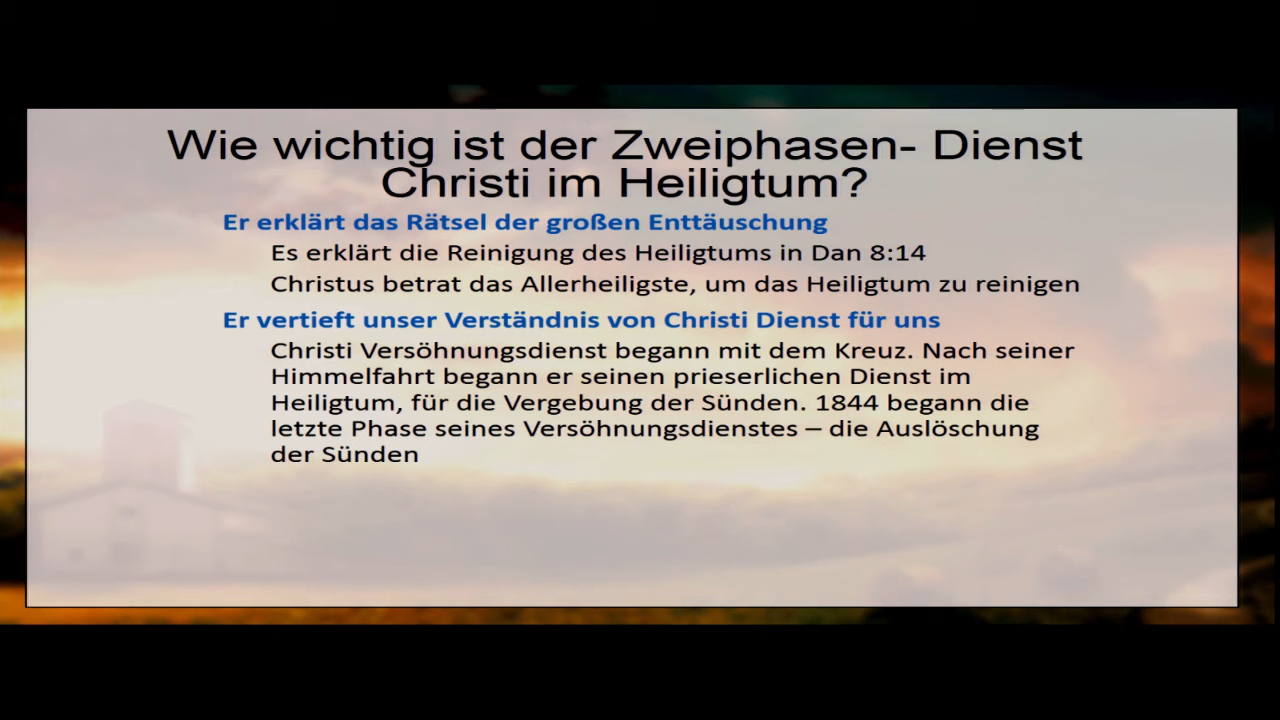 Wie wichtig ist der Zweiphasen- Dienst
Christi im Heiligtum?
Er erklärt das Rätsel der großen Enttäuschung
Es erklärt die Reinigung des Heiligtums in Dan 8:14
Christus betrat das Allerheiligste, um das Heiligtum zu reinigen
Er vertieft unser Verständnis von Christi Dienst für uns
Christi Versöhnungsdienst begann mit dem Kreuz. Nach seiner
Himmelfahrt begann er seinen prieserlichen Dienst im
Heiligtum, für die Vergebung der Sünden. 1844 begann die
letzte Phase seines Versöhnungsdienstes – die Auslöschung
der Sünden